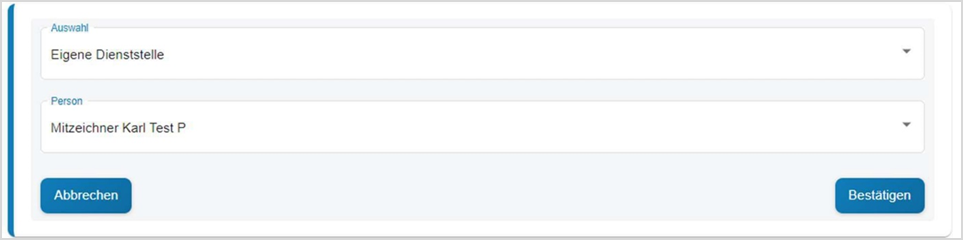 Auswahl
Eigene Dienststelle
Person
Mitzeichner Karl Test P
Abbrechen
Bestätigen